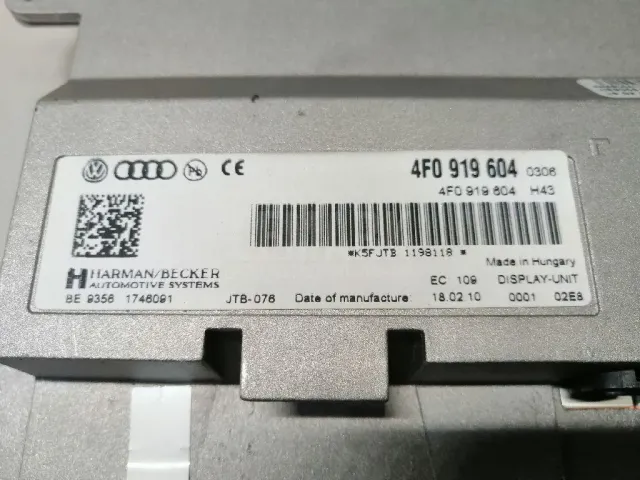 4F0 919 604 0306
4F0 919 604 H43
*K5FJTB 1198118 *
Made in Hungary
HARMAN/BECKER
AUTOMOTIVE SYSTEMS
EC 109 DISPLAY-UNIT
BE 9356 1746091 JTB-076 Date of manufacture: 18.02.10 0001 02E8